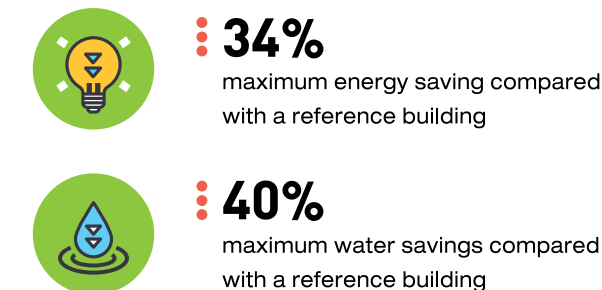 34%
maximum energy saving compared
with a reference building
40%
maximum water savings compared
with a reference building